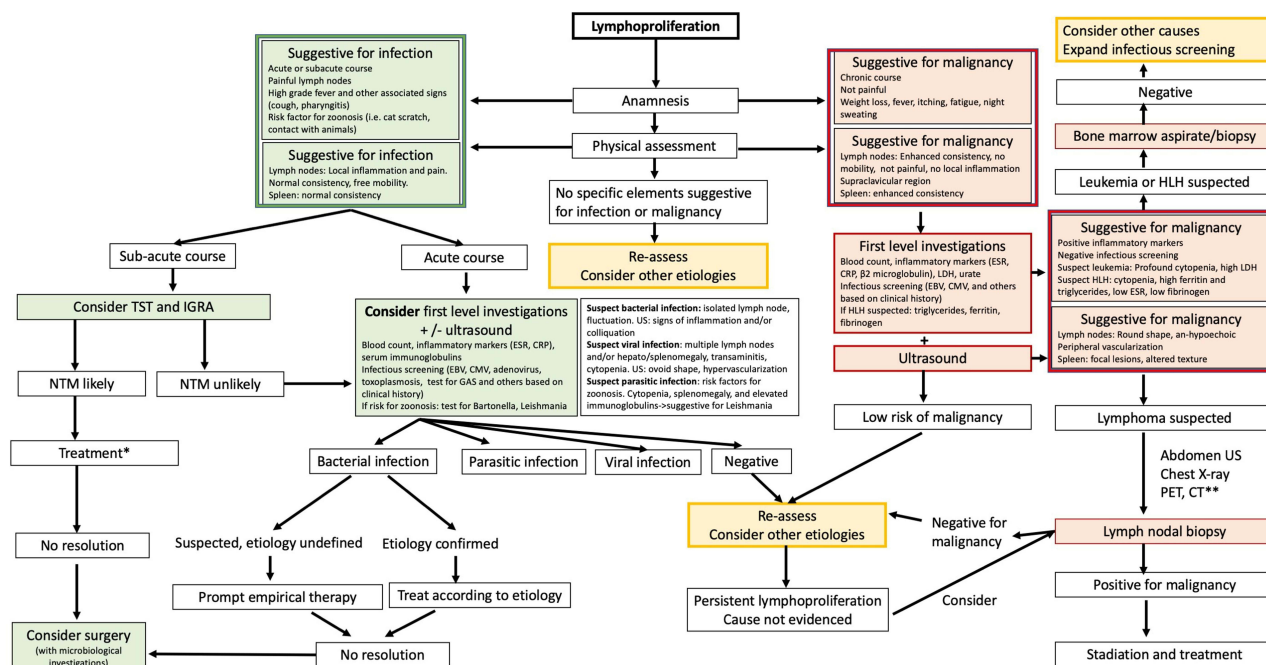 Lymphoproliferation
Anamnesis
Physical assessment
No specific elements suggestive
for infection or malignancy
Re-assess
Consider other etiologies
Suggestive for infection
Acute or subacute course
Painful lymph nodes
High grade fever and other associated signs
(cough, pharyngitis)
Risk factor for zoonosis (i.e. cat scratch,
contact with animals)
Suggestive for infection
Lymph nodes: Local inflammation and pain.
Normal consistency, free mobility.
Spleen: normal consistency
Sub-acute course
Acute course
Consider TST and IGRA
NTM likely
NTM unlikely
Treatment*
No resolution
Consider surgery
(with microbiological
investigations)
Consider first level investigations
+ /- ultrasound
Blood count, inflammatory markers (ESR, CRP),
serum immunoglobulins
Infectious screening (EBV, CMV, adenovirus,
toxoplasmosis, test for GAS and others based on
clinical history)
If risk for zoonosis: test for Bartonella, Leishmania
Suspect bacterial infection: isolated lymph node,
fluctuation. US: signs of inflammation and/or
colliquation
Suspect viral infection: multiple lymph nodes
and/or hepato/splenomegaly, transaminitis,
cytopenia. US: ovoid shape, hypervascularization
Suspect parasitic infection: risk factors for
zoonosis. Cytopenia, splenomegaly, and elevated
immunoglobulins->suggestive for Leishmania
Bacterial infection
Parasitic infection
Viral infection
Negative
Suspected, etiology undefined
Etiology confirmed
Prompt empirical therapy
Treat according to etiology
No resolution
Suggestive for malignancy
Chronic course
Not painful
Weight loss, fever, itching, fatigue, night
sweating
Suggestive for malignancy
Lymph nodes: Enhanced consistency, no
mobility, not painful, no local inflammation
Supraclavicular region
Spleen: enhanced consistency
First level investigations
Blood count, inflammatory markers (ESR,
CRP, β2 microglobulin), LDH, urate
Infectious screening (EBV, CMV, and others
based on clinical history)
If HLH suspected: triglycerides, ferritin,
fibrinogen
+
Ultrasound
Low risk of malignancy
Re-assess
Consider other etiologies
Persistent lymphoproliferation
Cause not evidenced
Negative for
malignancy
Consider
Consider other causes
Expand infectious screening
Negative
Bone marrow aspirate/biopsy
Leukemia or HLH suspected
Suggestive for malignancy
Positive inflammatory markers
Negative infectious screening
Suspect leukemia: Profound cytopenia, high LDH
Suspect HLH: cytopenia, high ferritin and
triglycerides, low ESR, low fibrinogen
Suggestive for malignancy
Lymph nodes: Round shape, an-hypoechoic
Peripheral vascularization
Spleen: focal lesions, altered texture
Lymphoma suspected
Abdomen US
Chest X-ray
PET, CT**
Lymph nodal biopsy
Positive for malignancy
Stadiation and treatment